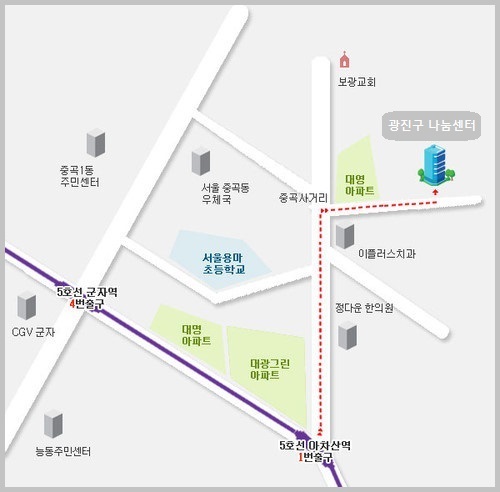 보광교회
광진구 나눔센터
중곡1동
주민센터
서울 중곡동
우체국
대영
아파트
중곡사거리
서울용마
초등학교
이플러스치과
5호선 군자역
4번출구
정다운 한의원
CGV 군자
대명
아파트
대광그린
아파트
능동주민센터
5호선 아차산역
1번출구